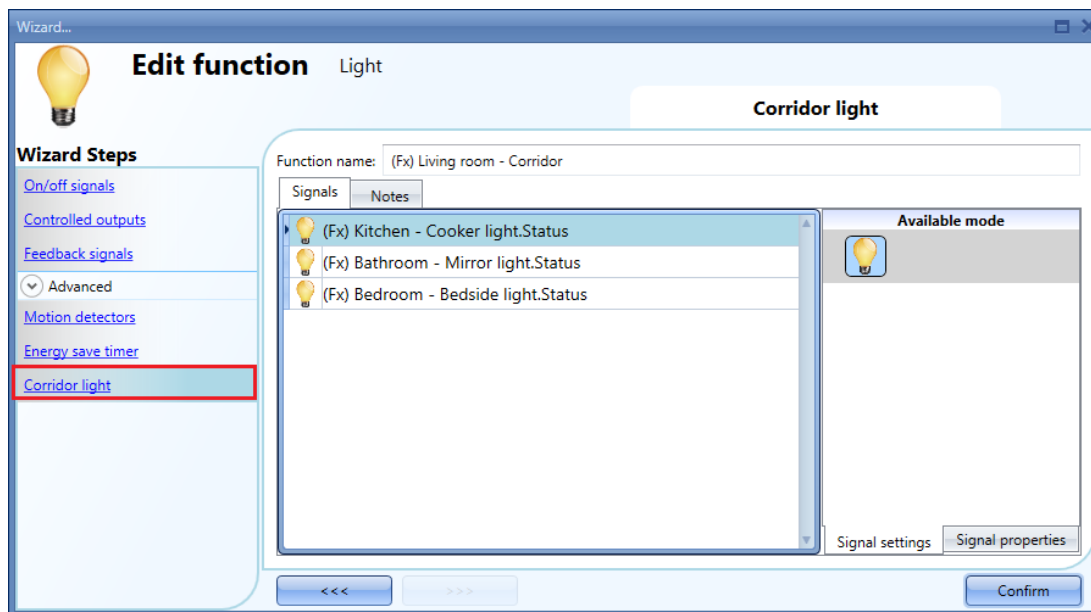 Wizard...
Edit function Light
Corridor light
Wizard Steps
On/off signals
Controlled outputs
Feedback signals
Advanced
Motion detectors
Energy save timer
Corridor light
Function name: (Fx) Living room - Corridor
Signals Notes
(Fx) Kitchen - Cooker light.Status
(Fx) Bathroom - Mirror light.Status
(Fx) Bedroom - Bedside light.Status
Available mode
Signal settings Signal properties
<<< >>> Confirm